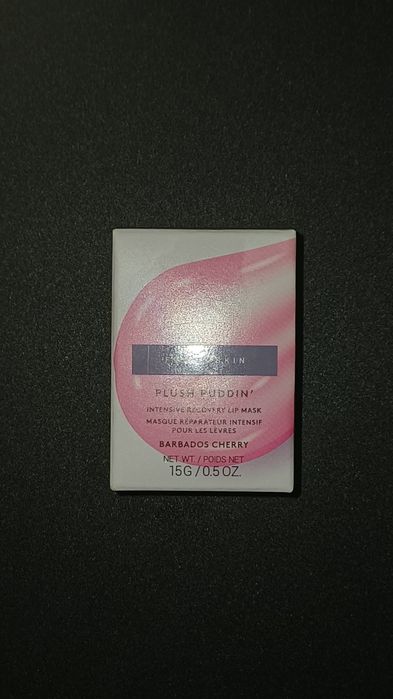 SKIN
PLUSH PUDDIN'
INTENSIVE RECOVERY LIP MASK
MASQUE RÉPARATEUR INTENSIF
POUR LES LÈVRES
BARBADOS CHERRY
NET WT. / POIDS NET
15G / 0.5 OZ.